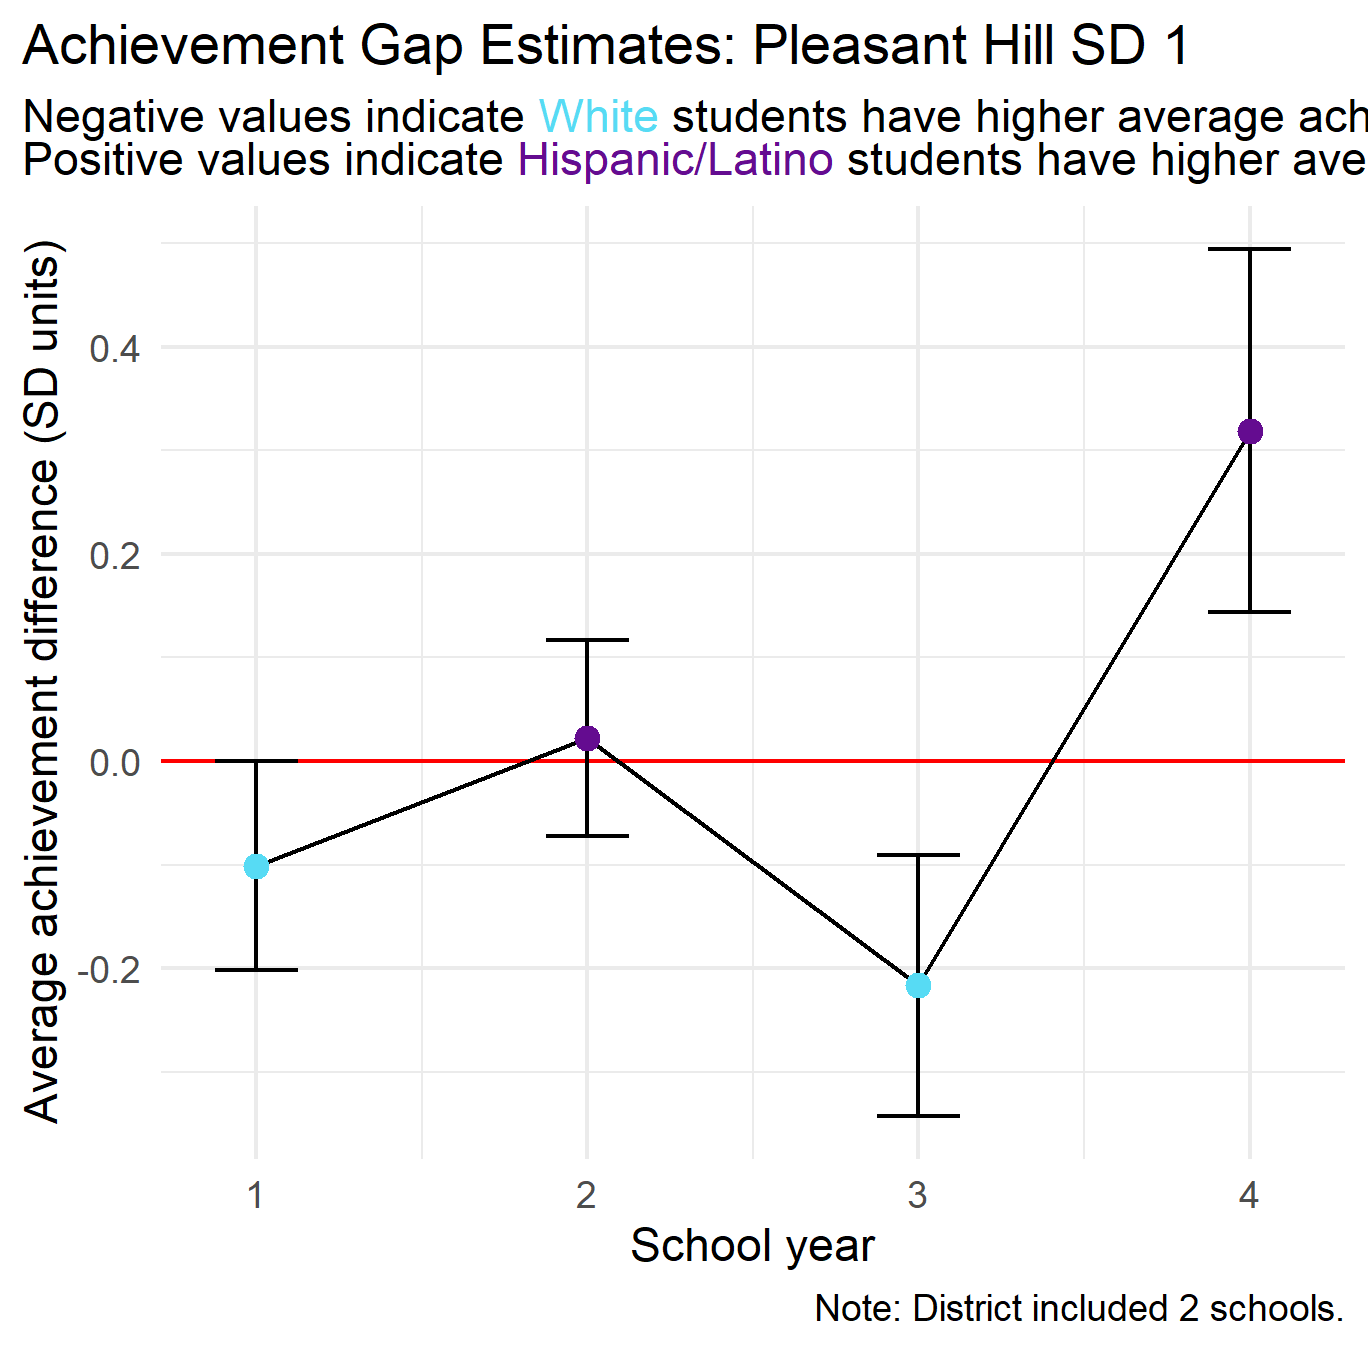 Achievement Gap Estimates: Pleasant Hill SD 1
Negative values indicate White students have higher average ach
Positive values indicate Hispanic/Latino students have higher ave
Average achievement difference (SD units)
0.4
0.2
0.0
-0.2
1 2 3 4
School year
Note: District included 2 schools.